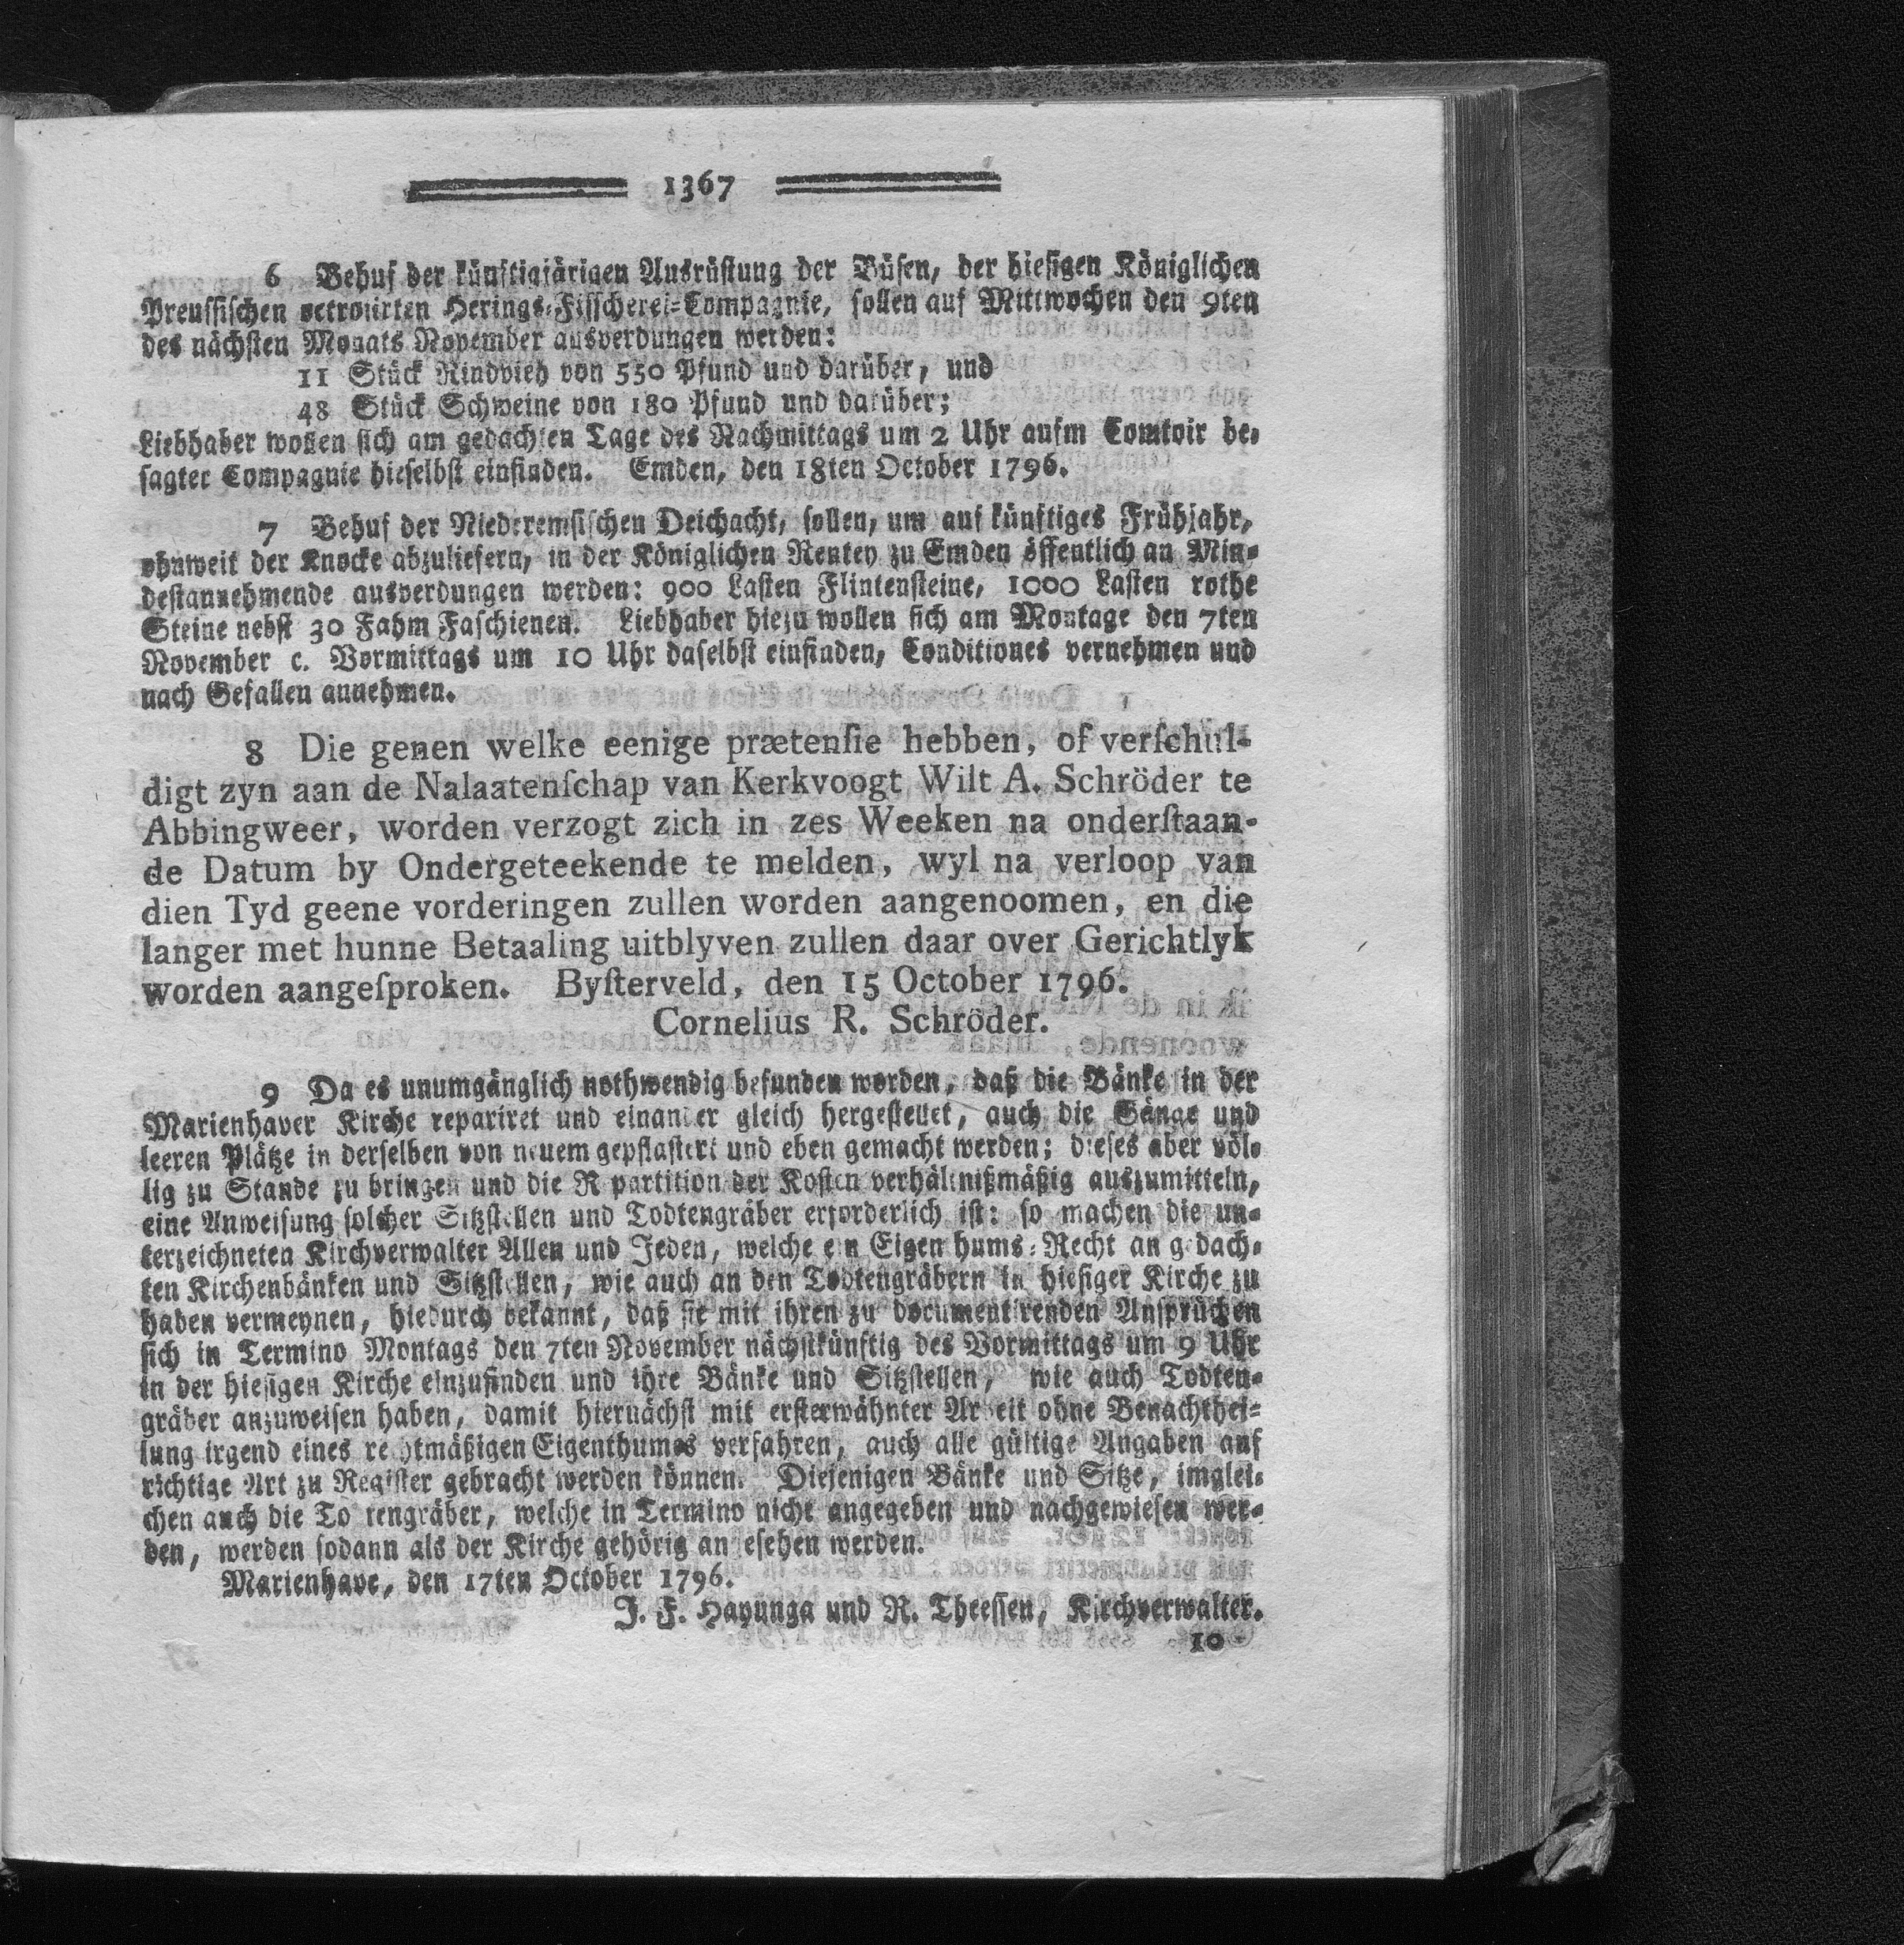 1367
6 Behuf der künftigjärigen Ausrüstung der Büsen, der hiesigen Königlichen
Preussischen octroiirten Herings-Fisscherei-Compagnie, sollen auf Mittwochen den 9ten
des nächsten Monats November ausverdungen werden:
11 Stück Rindvieh von 550 Pfund und darüber, und
48 Stück Schweine von 180 Pfund und darüber;
Liebhaber wollen sich am gedachten Tage des Nachmittags um 2 Uhr aufm Comtoir be-
sagter Compagnie hieselbst einfinden. Emden, den 18ten October 1796.
7 Behuf der Niederemsischen Deichacht, sollen, um auf künftiges Frühjahr,
ohnweit der Knocke abzuliefern, in der Königlichen Rentey zu Emden öffentlich an Min-
destannehmende ausverdungen werden: 900 Lasten Flintensteine, 1000 Lasten rothe
Steine nebst 30 Fahm Faschienen. Liebhaber hiezu wollen sich am Montage den 7ten
November c. Vormittags um 10 Uhr daselbst einfinden, Conditiones vernehmen und
nach Gefallen annehmen.
8 Die genen welke eenige prætenſie hebben, of verſchul-
digt zyn aan de Nalaatenſchap van Kerkvoogt Wilt A. Schröder te
Abbingweer, worden verzogt zich in zes Weeken na onderſtaan-
de Datum by Ondergeteekende te melden, wyl na verloop van
dien Tyd geene vorderingen zullen worden aangenoomen, en die
langer met hunne Betaaling uitblyven zullen daar over Gerichtlyk
worden aangeſproken. Byſterveld, den 15 October 1796.
Cornelius R. Schröder.
9 Da es unumgänglich nothwendig befunden worden, daß die Bänke in der
Marienhaver Kirche repariret und einander gleich hergestellet, auch die Gänge und
leeren Plätze in derselben von neuem gepflastert und eben gemacht werden; dieses aber völ-
lig zu Stande zu bringen und die Repartition der Kosten verhältnißmäßig auszumitteln,
eine Anweisung solcher Sitzstellen und Todtengräber erforderlich ist: so machen die un-
terzeichneten Kirchverwalter Allen und Jeden, welche ein Eigenthums-Recht an gedach-
ten Kirchenbänken und Sitzstellen, wie auch an den Todtengräbern in hiesiger Kirche zu
haben vermeynen, hiedurch bekannt, daß sie mit ihren zu documentirenden Ansprüchen
sich in Termino Montags den 7ten November nächstkünftig des Vormittags um 9 Uhr
in der hiesigen Kirche einzufinden und ihre Bänke und Sitzstellen, wie auch Todten-
gräber anzuweisen haben, damit hiernächst mit ersterwähnter Arbeit ohne Benachthei-
lung irgend eines rechtmäßigen Eigenthumes verfahren, auch alle gültige Angaben auf
richtige Art zu Register gebracht werden können. Diejenigen Bänke und Sitze, imglei-
chen auch die Todtengräber, welche in Termino nicht angegeben und nachgewiesen wer-
den, werden sodann als der Kirche gehörig angesehen werden.
Marienhave, den 17ten October 1796.
J. F. Hayunga und R. Theessen, Kirchverwalter.
10